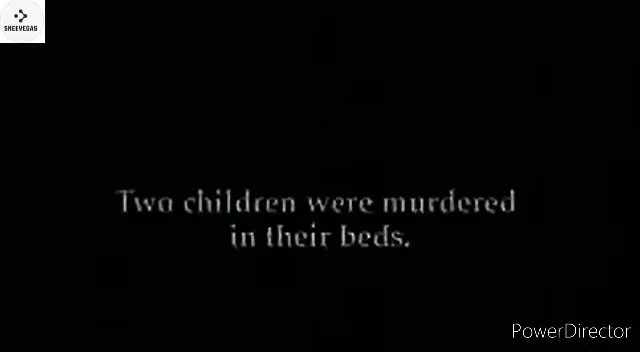 SNEEVEGAS
Two children were murdered
in their beds.
PowerDirector